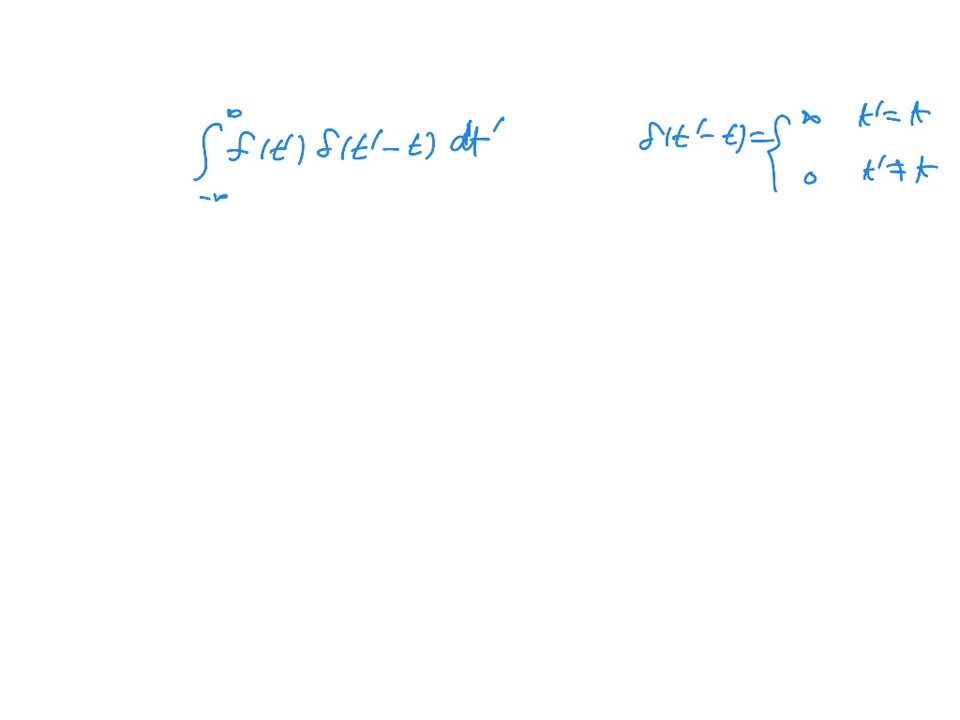 ∫_{-∞}^{∞} f(t') δ(t'-t) dt'
δ(t'-t) = { ∞ t' = t
0 t' ≠ t